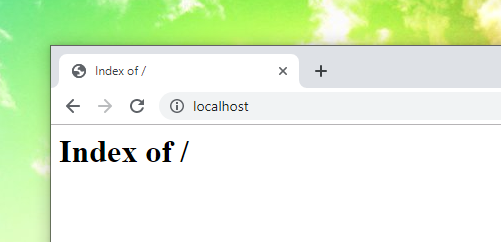 Index of /
localhost
Index of /